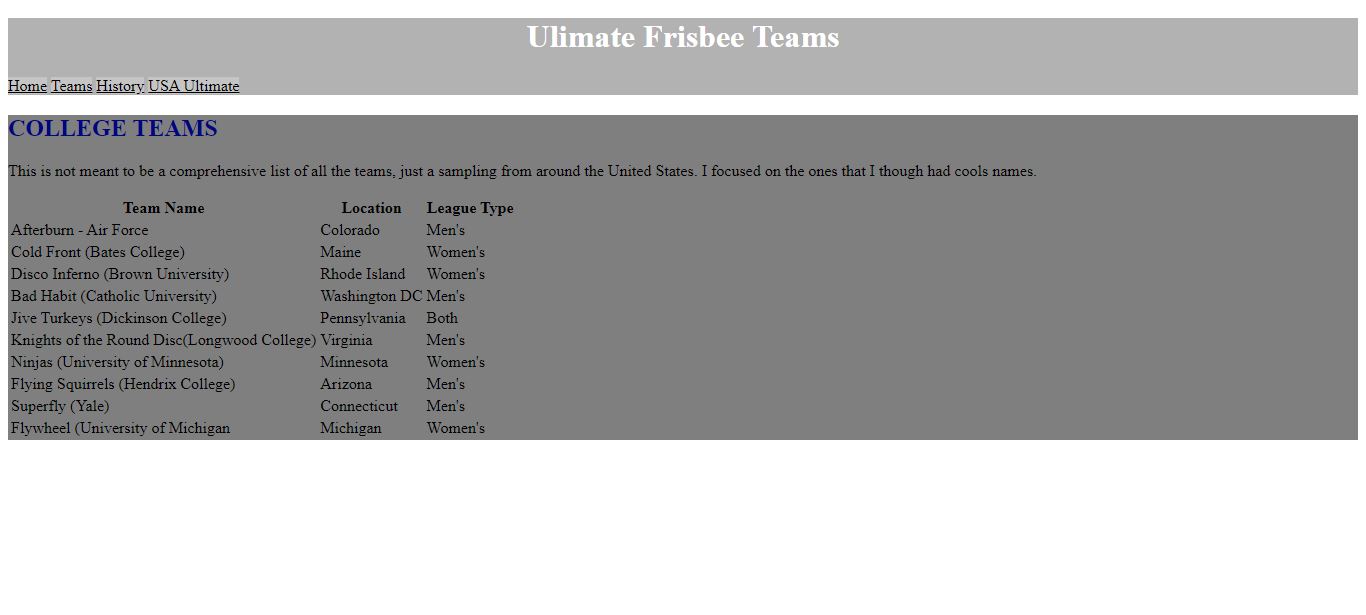 Ulimate Frisbee Teams
Home Teams History USA Ultimate
COLLEGE TEAMS
This is not meant to be a comprehensive list of all the teams, just a sampling from around the United States. I focused on the ones that I though had cools names.
Team Name Location League Type
Afterburn - Air Force Colorado Men's
Cold Front (Bates College) Maine Women's
Disco Inferno (Brown University) Rhode Island Women's
Bad Habit (Catholic University) Washington DC Men's
Jive Turkeys (Dickinson College) Pennsylvania Both
Knights of the Round Disc(Longwood College) Virginia Men's
Ninjas (University of Minnesota) Minnesota Women's
Flying Squirrels (Hendrix College) Arizona Men's
Superfly (Yale) Connecticut Men's
Flywheel (University of Michigan Michigan Women's